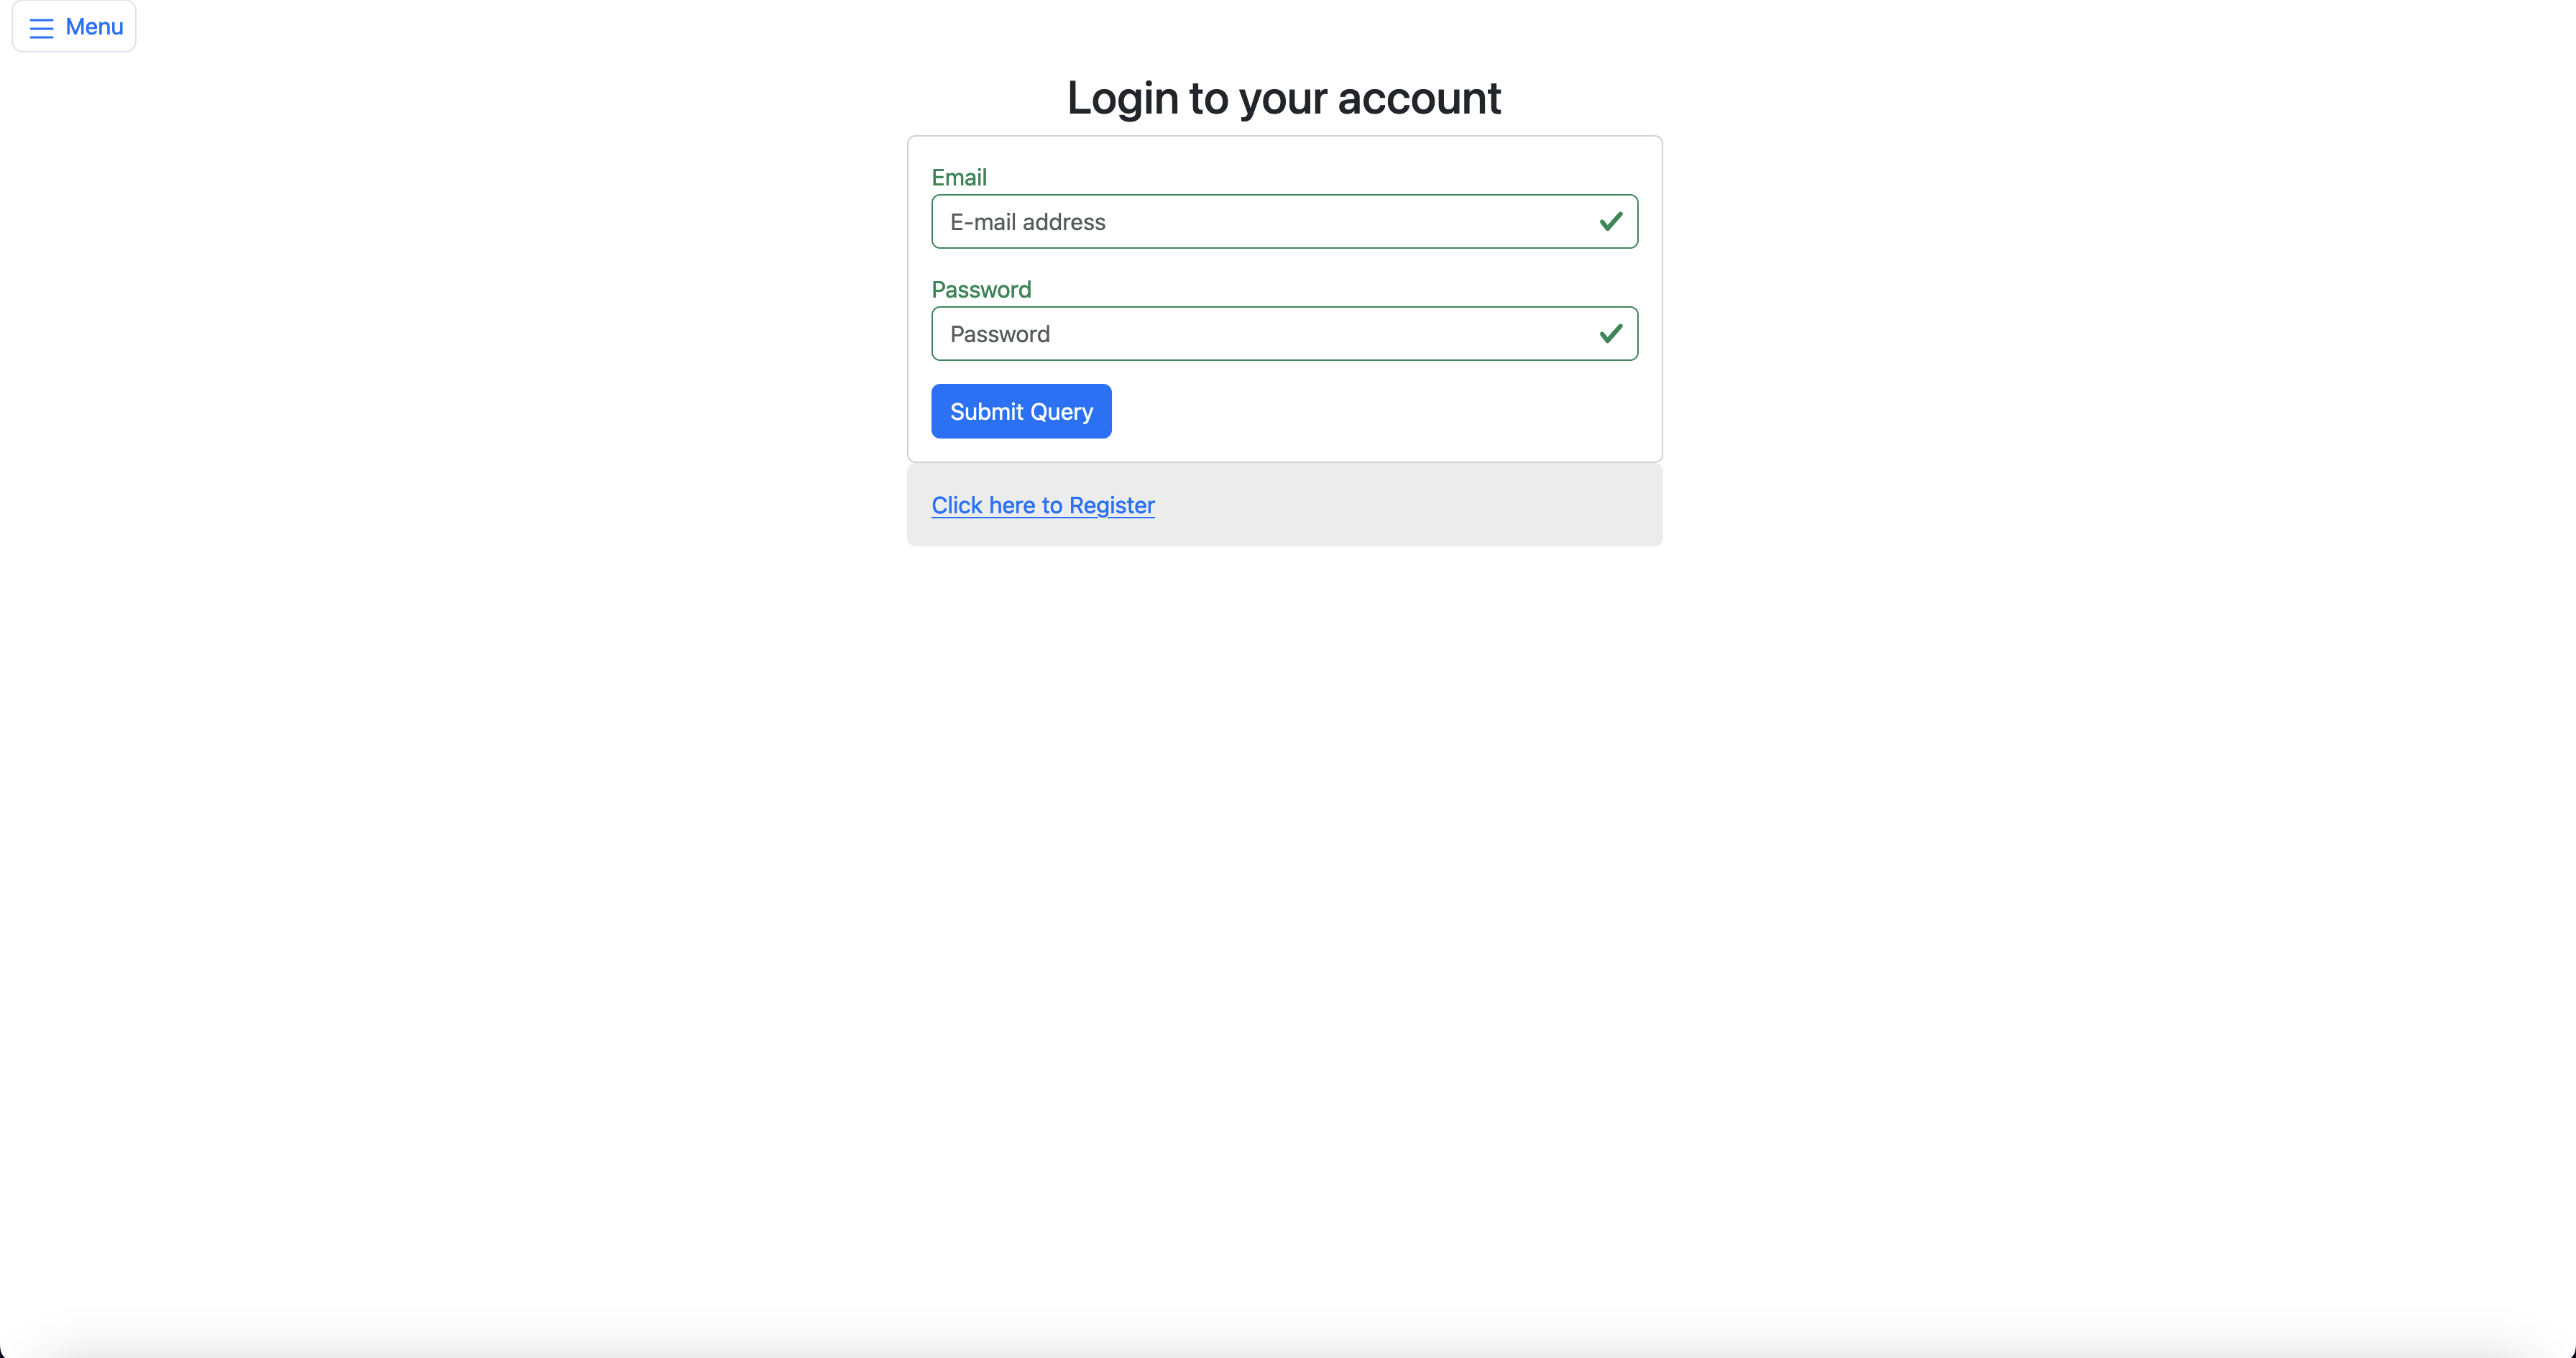 Menu
Login to your account
Email
E-mail address
Password
Password
Submit Query
Click here to Register